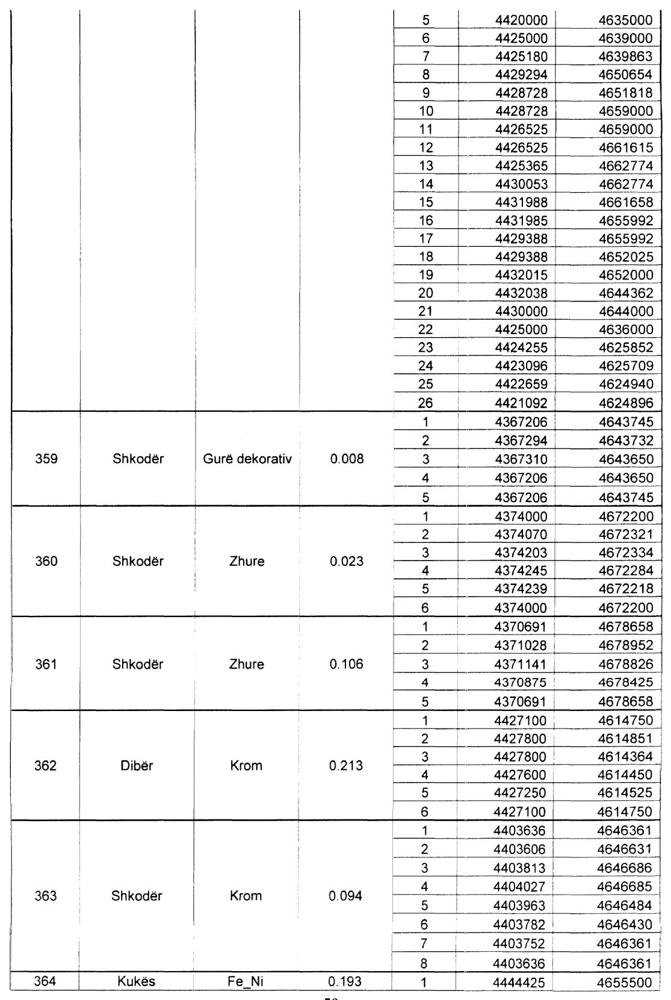 5 4420000 4635000
6 4425000 4639000
7 4425180 4639863
8 4429294 4650654
9 4428728 4651818
10 4428728 4659000
11 4426525 4659000
12 4426525 4661615
13 4425365 4662774
14 4430053 4662774
15 4431988 4661658
16 4431985 4655992
17 4429388 4655992
18 4429388 4652025
19 4432015 4652000
20 4432038 4644362
21 4430000 4644000
22 4425000 4636000
23 4424255 4625852
24 4423096 4625709
25 4422659 4624940
26 4421092 4624896
1 4367206 4643745
2 4367294 4643732
359 Shkodër Gurë dekorativ 0.008 3 4367310 4643650
4 4367206 4643650
5 4367206 4643745
1 4374000 4672200
2 4374070 4672321
3 4374203 4672334
360 Shkodër Zhure 0.023
4 4374245 4672284
5 4374239 4672218
6 4374000 4672200
1 4370691 4678658
2 4371028 4678952
361 Shkodër Zhure 0.106 3 4371141 4678826
4 4370875 4678425
5 4370691 4678658
1 4427100 4614750
2 4427800 4614851
3 4427800 4614364
362 Dibër Krom 0.213
4 4427600 4614450
5 4427250 4614525
6 4427100 4614750
1 4403636 4646361
2 4403606 4646631
3 4403813 4646686
4 4404027 4646685
363 Shkodër Krom 0.094
5 4403963 4646484
6 4403782 4646430
7 4403752 4646361
8 4403636 4646361
364 Kukës Fe_Ni 0.193 1 4444425 4655500